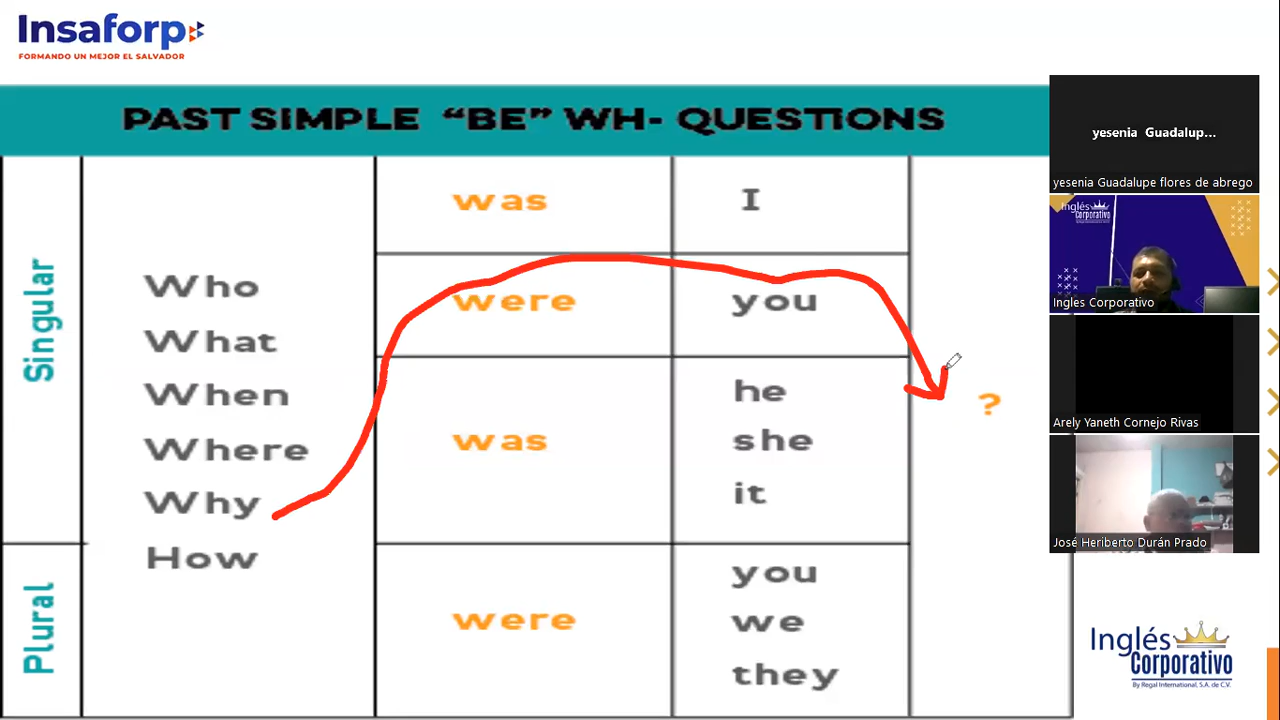 Insaforp
FORMANDO UN MEJOR EL SALVADOR
PAST SIMPLE “BE” WH- QUESTIONS
Singular
Who
What
When
Where
Why
How
was
I
were
you
was
he
she
it
?
Plural
were
you
we
they
yesenia Guadalup...
yesenia Guadalupe flores de abrego
Inglés
Corporativo
Ingles Corporativo
Arely Yaneth Cornejo Rivas
José Heriberto Durán Prado
Inglés
Corporativo
By Regal International, S.A. de C.V.